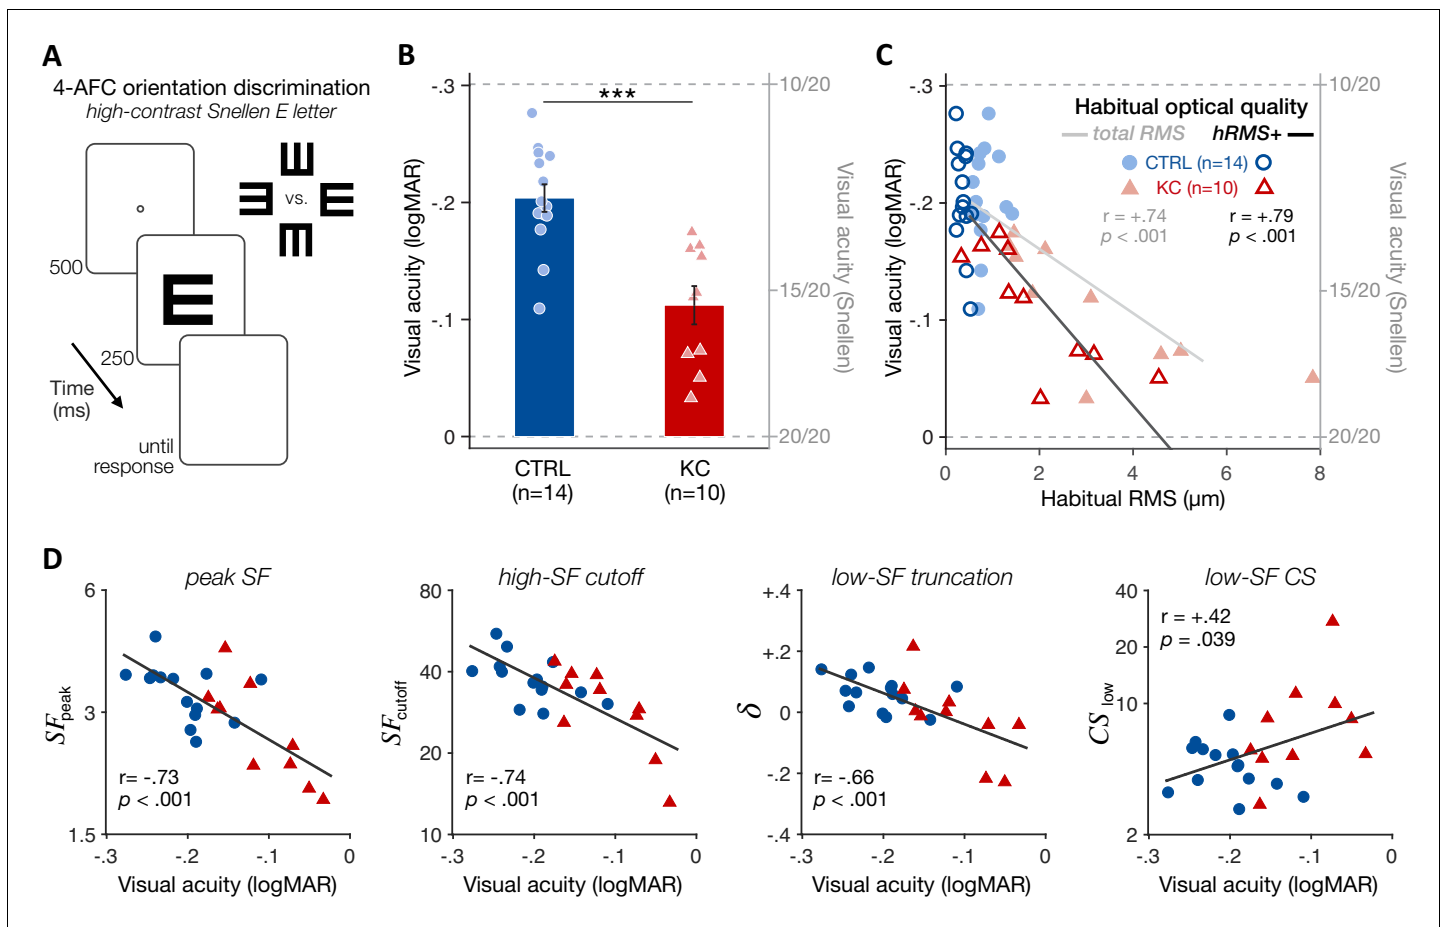 A
4-AFC orientation discrimination
high-contrast Snellen E letter
vs.
500
250
Time
(ms)
until
response
B
Visual acuity (logMAR)
-.3
-.2
-.1
0
***
CTRL
(n=14)
KC
(n=10)
10/20
15/20
20/20
Visual acuity (Snellen)
C
Visual acuity (logMAR)
-.3
-.2
-.1
0
Habitual optical quality
total RMS
hRMS+
CTRL (n=14)
KC (n=10)
r = +.74
p < .001
r = +.79
p < .001
0
2
4
6
8
Habitual RMS (µm)
10/20
15/20
20/20
Visual acuity (Snellen)
D
peak SF
SFpeak
6
3
1.5
r= -.73
p < .001
-.3
-.2
-.1
0
Visual acuity (logMAR)
high-SF cutoff
SFcutoff
80
40
20
10
r= -.74
p < .001
-.3
-.2
-.1
0
Visual acuity (logMAR)
low-SF truncation
δ
+.4
+.2
0
-.2
-.4
r= -.66
p < .001
-.3
-.2
-.1
0
Visual acuity (logMAR)
low-SF CS
CSlow
40
20
10
2
r = +.42
p = .039
-.3
-.2
-.1
0
Visual acuity (logMAR)